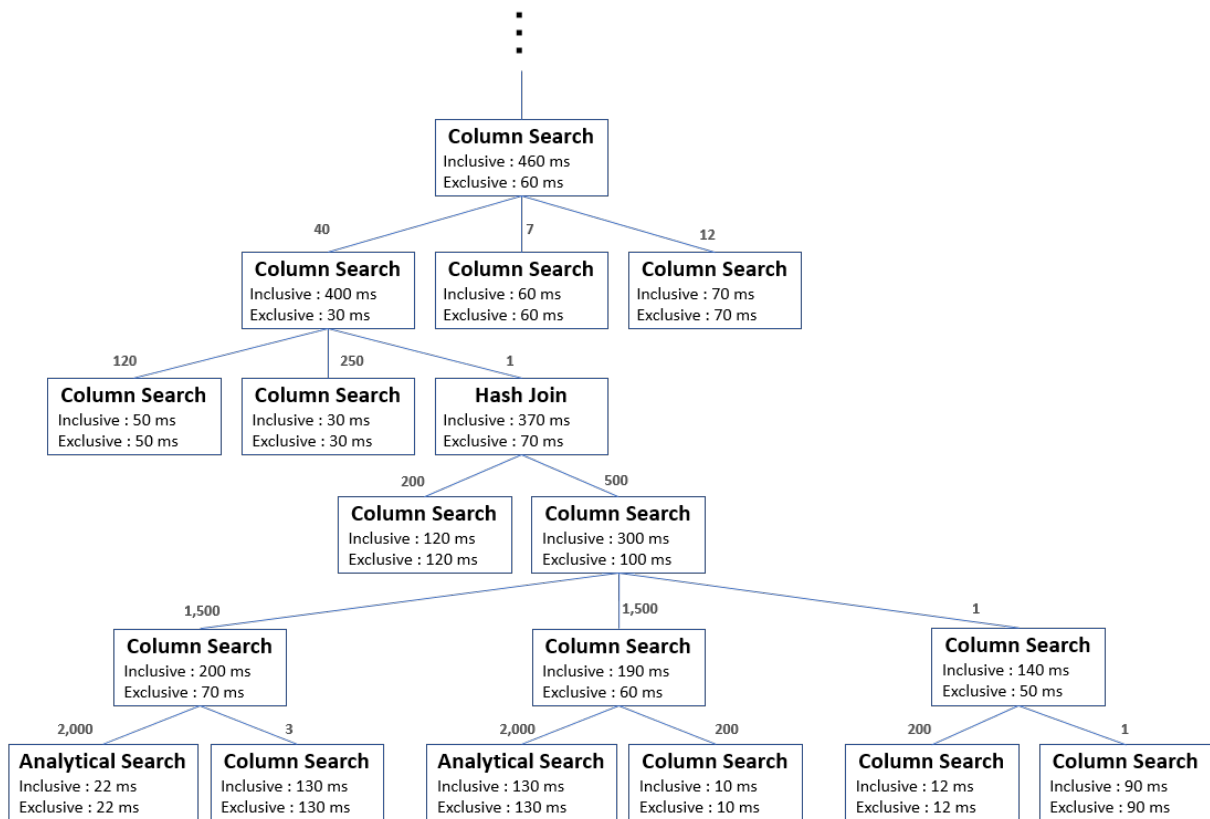 Column Search
Inclusive : 460 ms
Exclusive : 60 ms
40
7
12
Column Search
Inclusive : 400 ms
Exclusive : 30 ms
Column Search
Inclusive : 60 ms
Exclusive : 60 ms
Column Search
Inclusive : 70 ms
Exclusive : 70 ms
120
250
1
Column Search
Inclusive : 50 ms
Exclusive : 50 ms
Column Search
Inclusive : 30 ms
Exclusive : 30 ms
Hash Join
Inclusive : 370 ms
Exclusive : 70 ms
200
500
Column Search
Inclusive : 120 ms
Exclusive : 120 ms
Column Search
Inclusive : 300 ms
Exclusive : 100 ms
1,500
1,500
1
Column Search
Inclusive : 200 ms
Exclusive : 70 ms
Column Search
Inclusive : 190 ms
Exclusive : 60 ms
Column Search
Inclusive : 140 ms
Exclusive : 50 ms
2,000
3
2,000
200
200
1
Analytical Search
Inclusive : 22 ms
Exclusive : 22 ms
Column Search
Inclusive : 130 ms
Exclusive : 130 ms
Analytical Search
Inclusive : 130 ms
Exclusive : 130 ms
Column Search
Inclusive : 10 ms
Exclusive : 10 ms
Column Search
Inclusive : 12 ms
Exclusive : 12 ms
Column Search
Inclusive : 90 ms
Exclusive : 90 ms